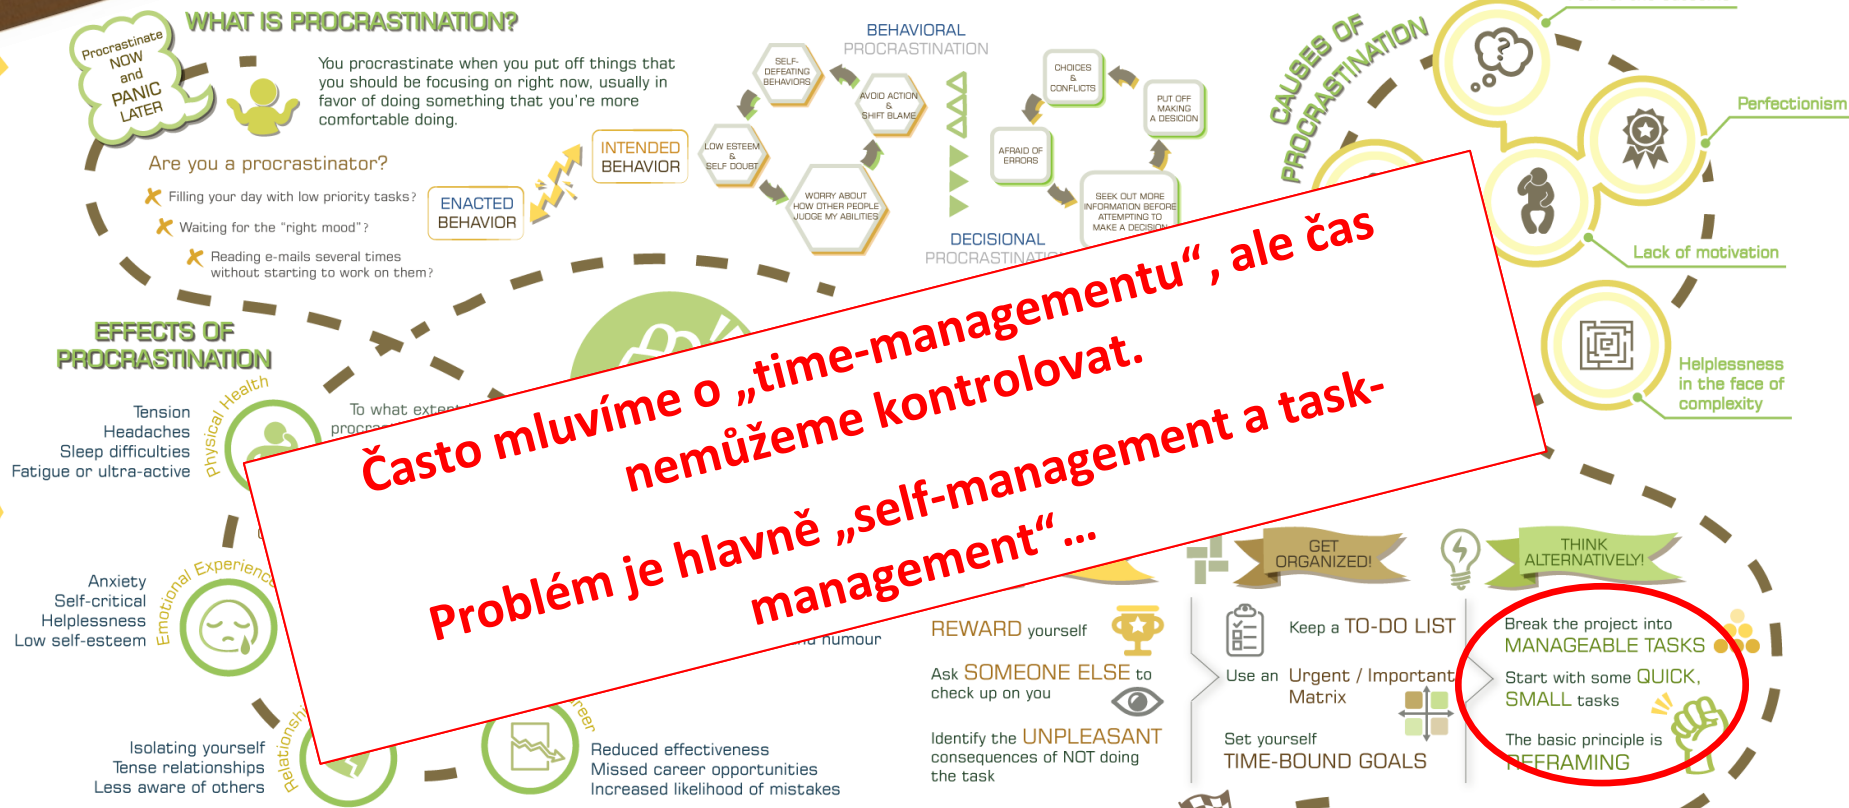 WHAT IS PROCRASTINATION?
Procrastinate
NOW
and
PANIC
LATER
You procrastinate when you put off things that
you should be focusing on right now, usually in
favor of doing something that you're more
comfortable doing.
Are you a procrastinator?
Filling your day with low priority tasks?
Waiting for the "right mood"?
Reading e-mails several times
without starting to work on them?
ENACTED
BEHAVIOR
INTENDED
BEHAVIOR
BEHAVIORAL
PROCRASTINATION
SELF-
DEFEATING
BEHAVIORS
AVOID ACTION
&
SHIFT BLAME
LOW ESTEEM
&
SELF DOUBT
WORRY ABOUT
HOW OTHER PEOPLE
JUDGE MY ABILITIES
CHOICES
&
CONFLICTS
PUT OFF
MAKING
A DESICION
AFRAID OF
ERRORS
SEEK OUT MORE
INFORMATION BEFORE
ATTEMPTING TO
MAKE A DECISION
DECISIONAL
PROCRASTINATION
CAUSES OF
PROCRASTINATION
Perfectionism
Lack of motivation
Helplessness
in the face of
complexity
Často mluvíme o „time-managementu“, ale čas
nemůžeme kontrolovat.
Problém je hlavně „self-management a task-
management“…
EFFECTS OF
PROCRASTINATION
Physical Health
Tension
Headaches
Sleep difficulties
Fatigue or ultra-active
To what
Emotional Experience
Anxiety
Self-critical
Helplessness
Low self-esteem
humour
Isolating yourself
Tense relationships
Less aware of others
Reduced effectiveness
Missed career opportunities
Increased likelihood of mistakes
REWARD yourself
Ask SOMEONE ELSE to
check up on you
Identify the UNPLEASANT
consequences of NOT doing
the task
GET
ORGANIZED!
Keep a TO-DO LIST
Use an Urgent / Important
Matrix
Set yourself
TIME-BOUND GOALS
THINK
ALTERNATIVELY!
Break the project into
MANAGEABLE TASKS
Start with some QUICK,
SMALL tasks
The basic principle is
REFRAMING